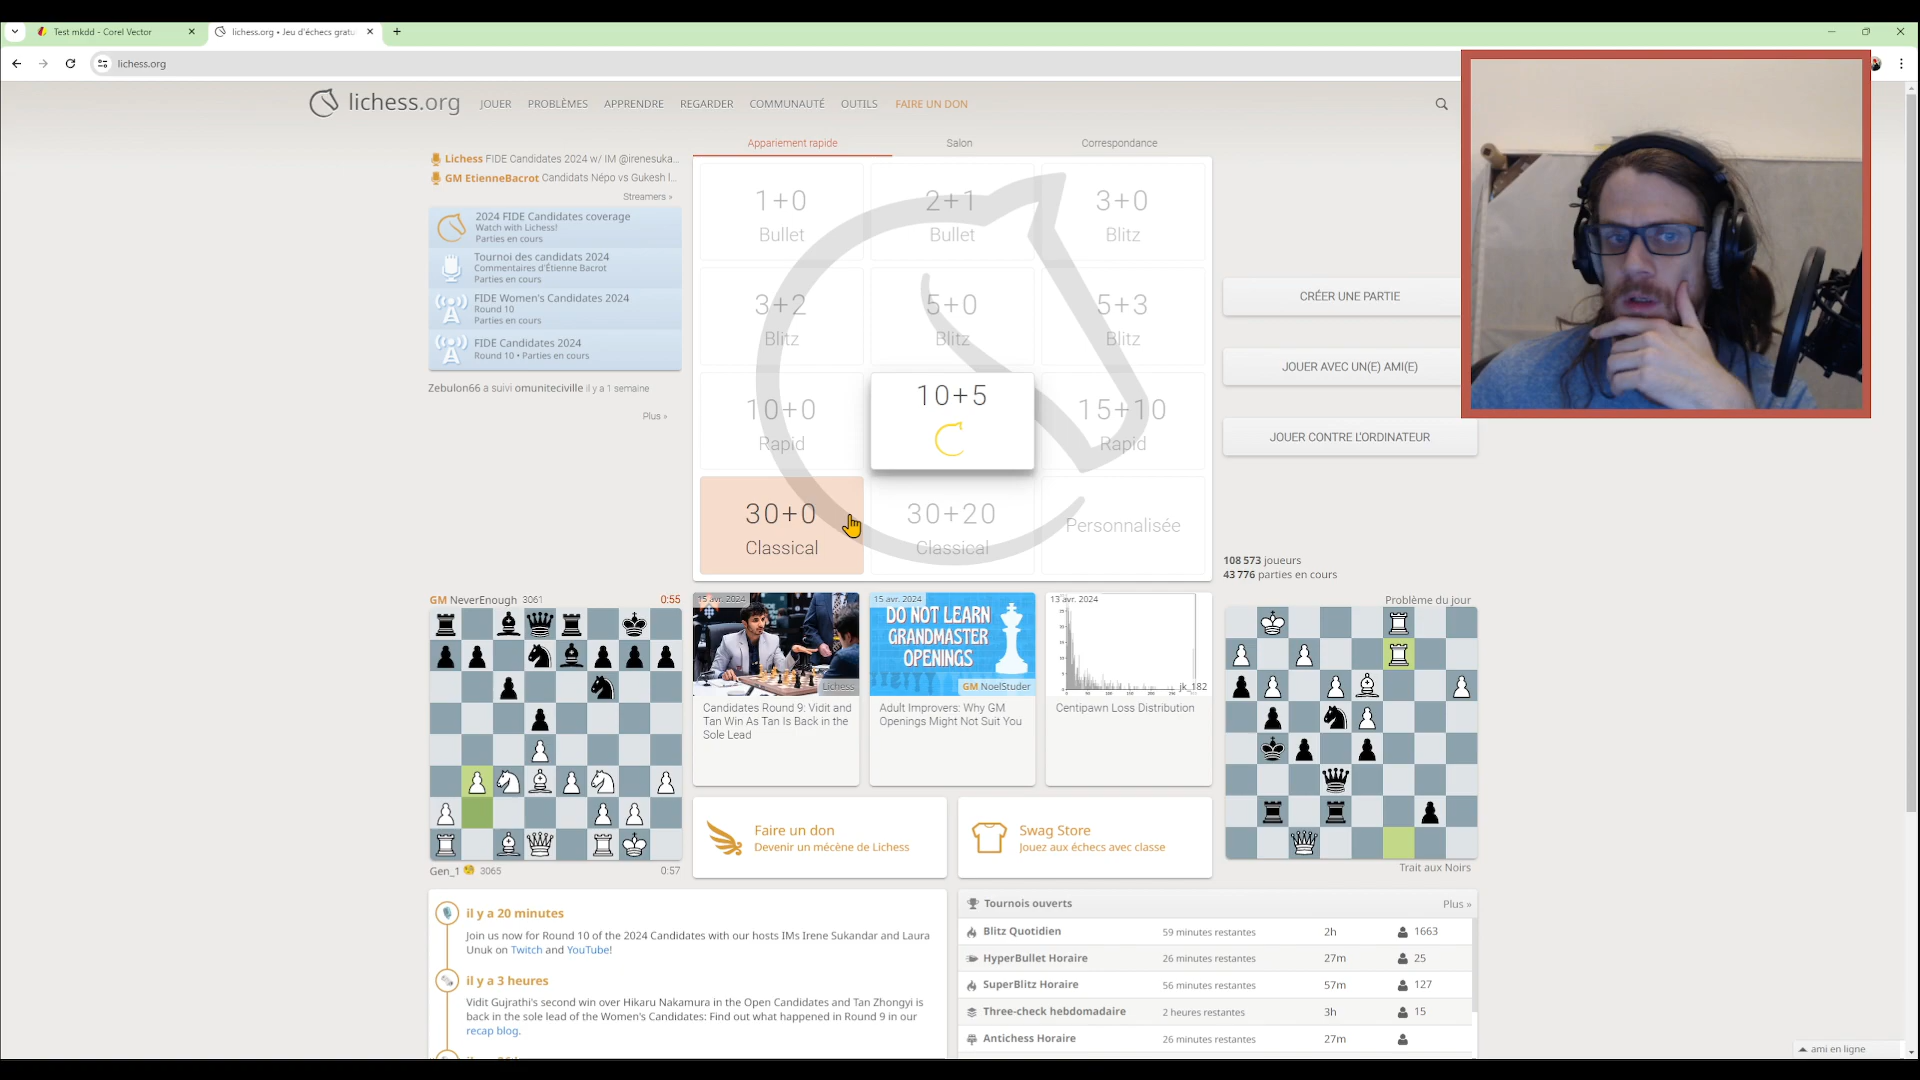 Test mkdd - Corel Vector
lichess.org • Jeu d'échecs gratu
lichess.org
lichess.org
JOUER PROBLÈMES APPRENDRE REGARDER COMMUNAUTÉ OUTILS FAIRE UN DON
Appariement rapide
Salon
Correspondance
Lichess FIDE Candidates 2024 w/ IM @irenesuka...
GM EtienneBacrot Candidats Népo vs Gukesh I...
Streamers »
2024 FIDE Candidates coverage
Watch with Lichess!
Parties en cours
Tournoi des candidats 2024
Commentaires d'Étienne Bacrot
Parties en cours
FIDE Women's Candidates 2024
Round 10
Parties en cours
FIDE Candidates 2024
Round 10 • Parties en cours
Zebulon66 a suivi omuniteciville il y a 1 semaine
Plus »
1+0
Bullet
2+1
Bullet
3+0
Blitz
3+2
Blitz
5+0
Blitz
5+3
Blitz
10+0
Rapid
10+5
15+10
Rapid
30+0
Classical
30+20
Classical
Personnalisée
CRÉER UNE PARTIE
JOUER AVEC UN(E) AMI(E)
JOUER CONTRE L'ORDINATEUR
108 573 joueurs
43 776 parties en cours
GM NeverEnough 3061
0:55
Gen_1 3065
0:57
15 avr. 2024
Lichess
Candidates Round 9: Vidit and
Tan Win As Tan Is Back in the
Sole Lead
15 avr. 2024
DO NOT LEARN
GRANDMASTER
OPENINGS
GM NoelStuder
Adult Improvers: Why GM
Openings Might Not Suit You
13 avr. 2024
jk_182
Centipawn Loss Distribution
Problème du jour
Trait aux Noirs
Faire un don
Devenir un mécène de Lichess
Swag Store
Jouez aux échecs avec classe
il y a 20 minutes
Join us now for Round 10 of the 2024 Candidates with our hosts IMs Irene Sukandar and Laura
Unuk on Twitch and YouTube!
il y a 3 heures
Vidit Gujrathi's second win over Hikaru Nakamura in the Open Candidates and Tan Zhongyi is
back in the sole lead of the Women's Candidates: Find out what happened in Round 9 in our
recap blog.
Tournois ouverts
Plus »
Blitz Quotidien 59 minutes restantes 2h 1663
HyperBullet Horaire 26 minutes restantes 27m 25
SuperBlitz Horaire 56 minutes restantes 57m 127
Three-check hebdomadaire 2 heures restantes 3h 15
Antichess Horaire 26 minutes restantes 27m
ami en ligne